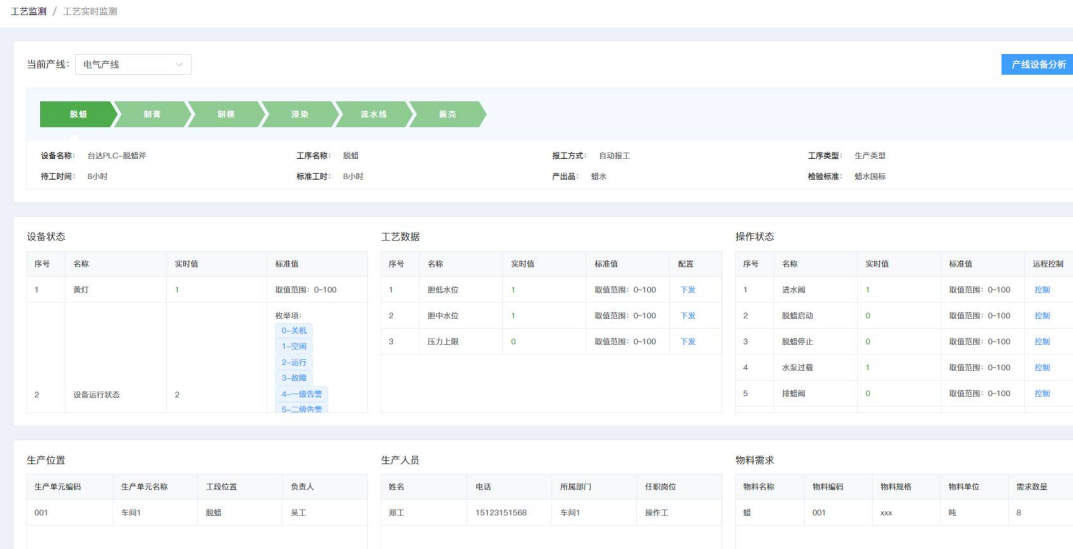 工艺监测 / 工艺实时监测
当前产线： 电气产线
产线设备分析
脱蜡 制膏 制模 浸染 流水线 振壳
设备名称： 台达PLC-脱蜡斧 工序名称： 脱蜡 报工方式： 自动报工 工序类型： 生产类型
待工时间： 8小时 标准工时： 8小时 产出品： 蜡水 检验标准： 蜡水国标
设备状态
序号 名称 实时值 标准值
1 黄灯 1 取值范围：0~100
2 设备运行状态 2 枚举项：
0-关机
1-空闲
2-运行
3-故障
4-一级告警
5-二级告警
工艺数据
序号 名称 实时值 标准值 配置
1 胆低水位 1 取值范围：0~100 下发
2 胆中水位 1 取值范围：0~100 下发
3 压力上限 0 取值范围：0~100 下发
操作状态
序号 名称 实时值 标准值 远程控制
1 进水阀 1 取值范围：0~100 控制
2 脱蜡启动 0 取值范围：0~100 控制
3 脱蜡停止 0 取值范围：0~100 控制
4 水泵过载 1 取值范围：0~100 控制
5 排蜡阀 0 取值范围：0~100 控制
生产位置
生产单元编码 生产单元名称 工段位置 负责人
001 车间1 脱蜡 吴工
生产人员
姓名 电话 所属部门 任职岗位
郑工 15123151568 车间1 操作工
物料需求
物料名称 物料编码 物料规格 物料单位 需求数量
蜡 001 xxx 吨 8